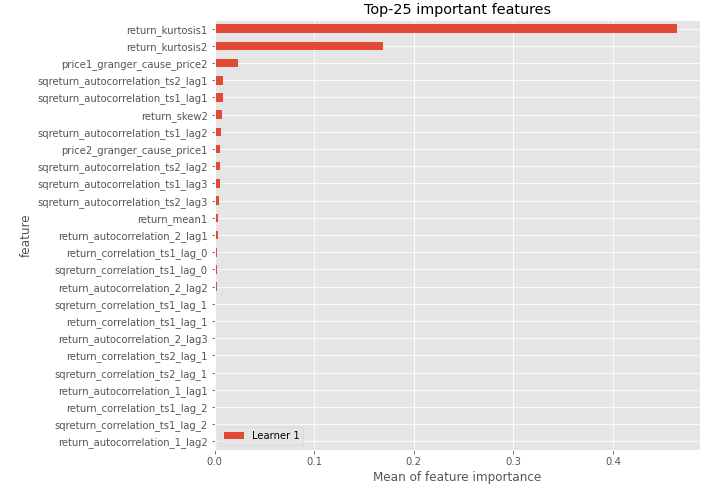 Top-25 important features
return_kurtosis1
return_kurtosis2
price1_granger_cause_price2
sqreturn_autocorrelation_ts2_lag1
sqreturn_autocorrelation_ts1_lag1
return_skew2
sqreturn_autocorrelation_ts1_lag2
price2_granger_cause_price1
sqreturn_autocorrelation_ts2_lag2
sqreturn_autocorrelation_ts1_lag3
sqreturn_autocorrelation_ts2_lag3
return_mean1
return_autocorrelation_2_lag1
return_correlation_ts1_lag_0
sqreturn_correlation_ts1_lag_0
return_autocorrelation_2_lag2
sqreturn_correlation_ts1_lag_1
return_correlation_ts1_lag_1
return_autocorrelation_2_lag3
return_correlation_ts2_lag_1
sqreturn_correlation_ts2_lag_1
return_autocorrelation_1_lag1
return_correlation_ts1_lag_2
sqreturn_correlation_ts1_lag_2
return_autocorrelation_1_lag2
feature
Learner 1
0.0 0.1 0.2 0.3 0.4
Mean of feature importance